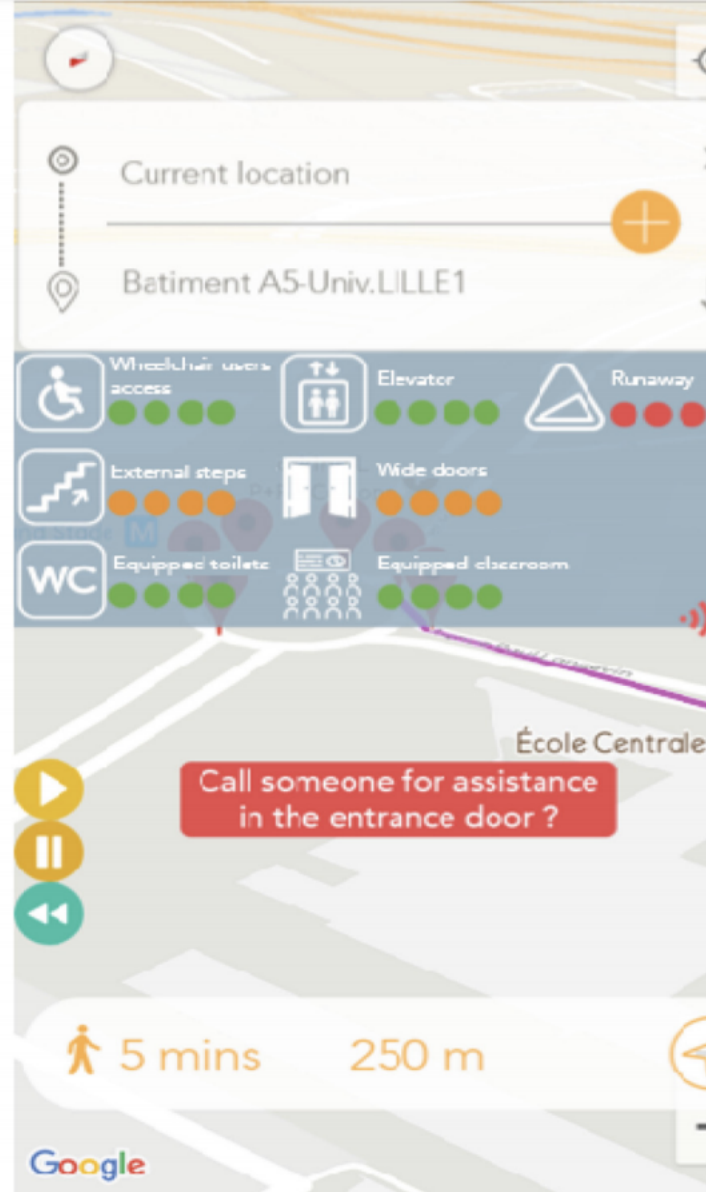 Current location
Batiment A5-Univ.LILLE1
Wheelchair users
access
Elevator
Runaway
External steps
Wide doors
M
WC
Equipped toilets
Equipped classroom
École Centrale
Call someone for assistance
in the entrance door ?
5 mins 250 m
Google